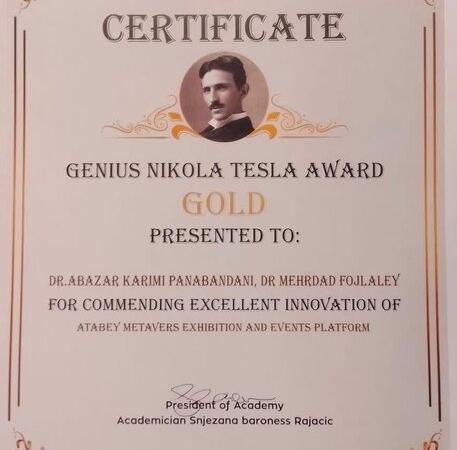 CERTIFICATE
GENIUS NIKOLA TESLA AWARD
GOLD
PRESENTED TO:
DR.ABAZAR KARIMI PANABANDANI, DR MEHRDAD FOJLALEY
FOR COMMENDING EXCELLENT INNOVATION OF
ATABEY METAVERS EXHIBITION AND EVENTS PLATFORM
President of Academy
Academician Snjezana baroness Rajacic